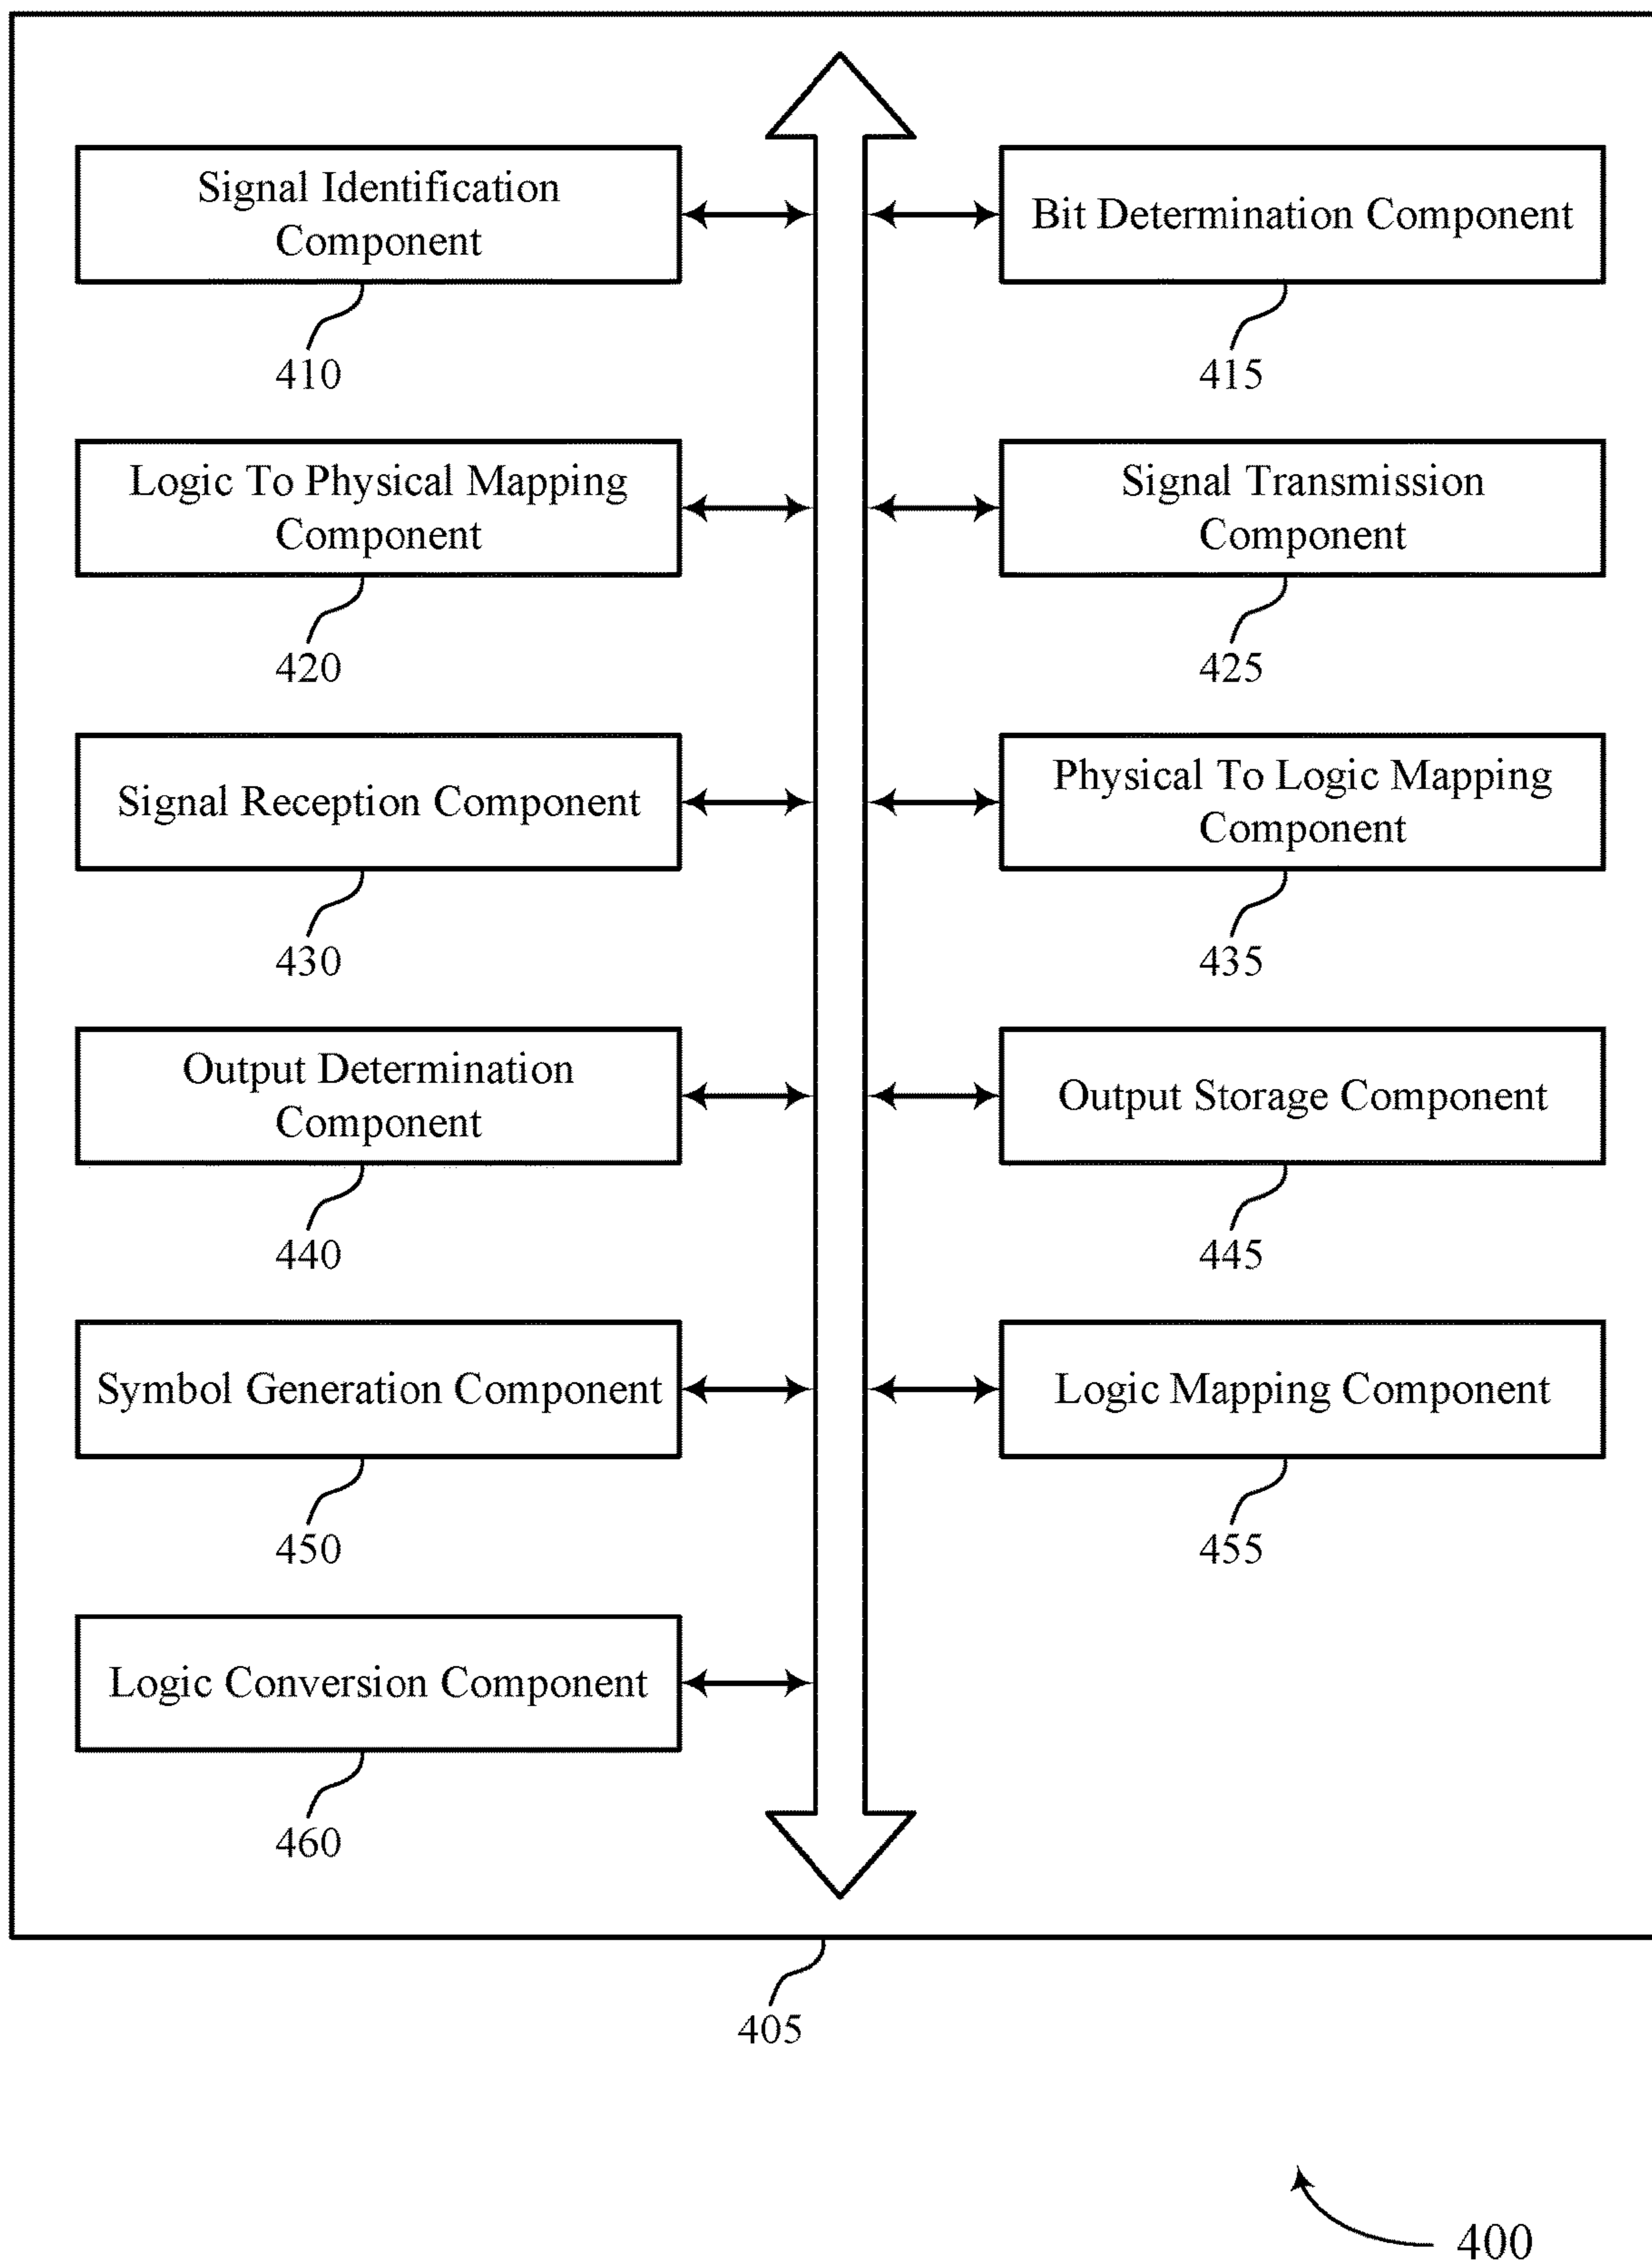 Signal Identification
Component
410
Bit Determination Component
415
Logic To Physical Mapping
Component
420
Signal Transmission
Component
425
Signal Reception Component
430
Physical To Logic Mapping
Component
435
Output Determination
Component
440
Output Storage Component
445
Symbol Generation Component
450
Logic Mapping Component
455
Logic Conversion Component
460
405
400